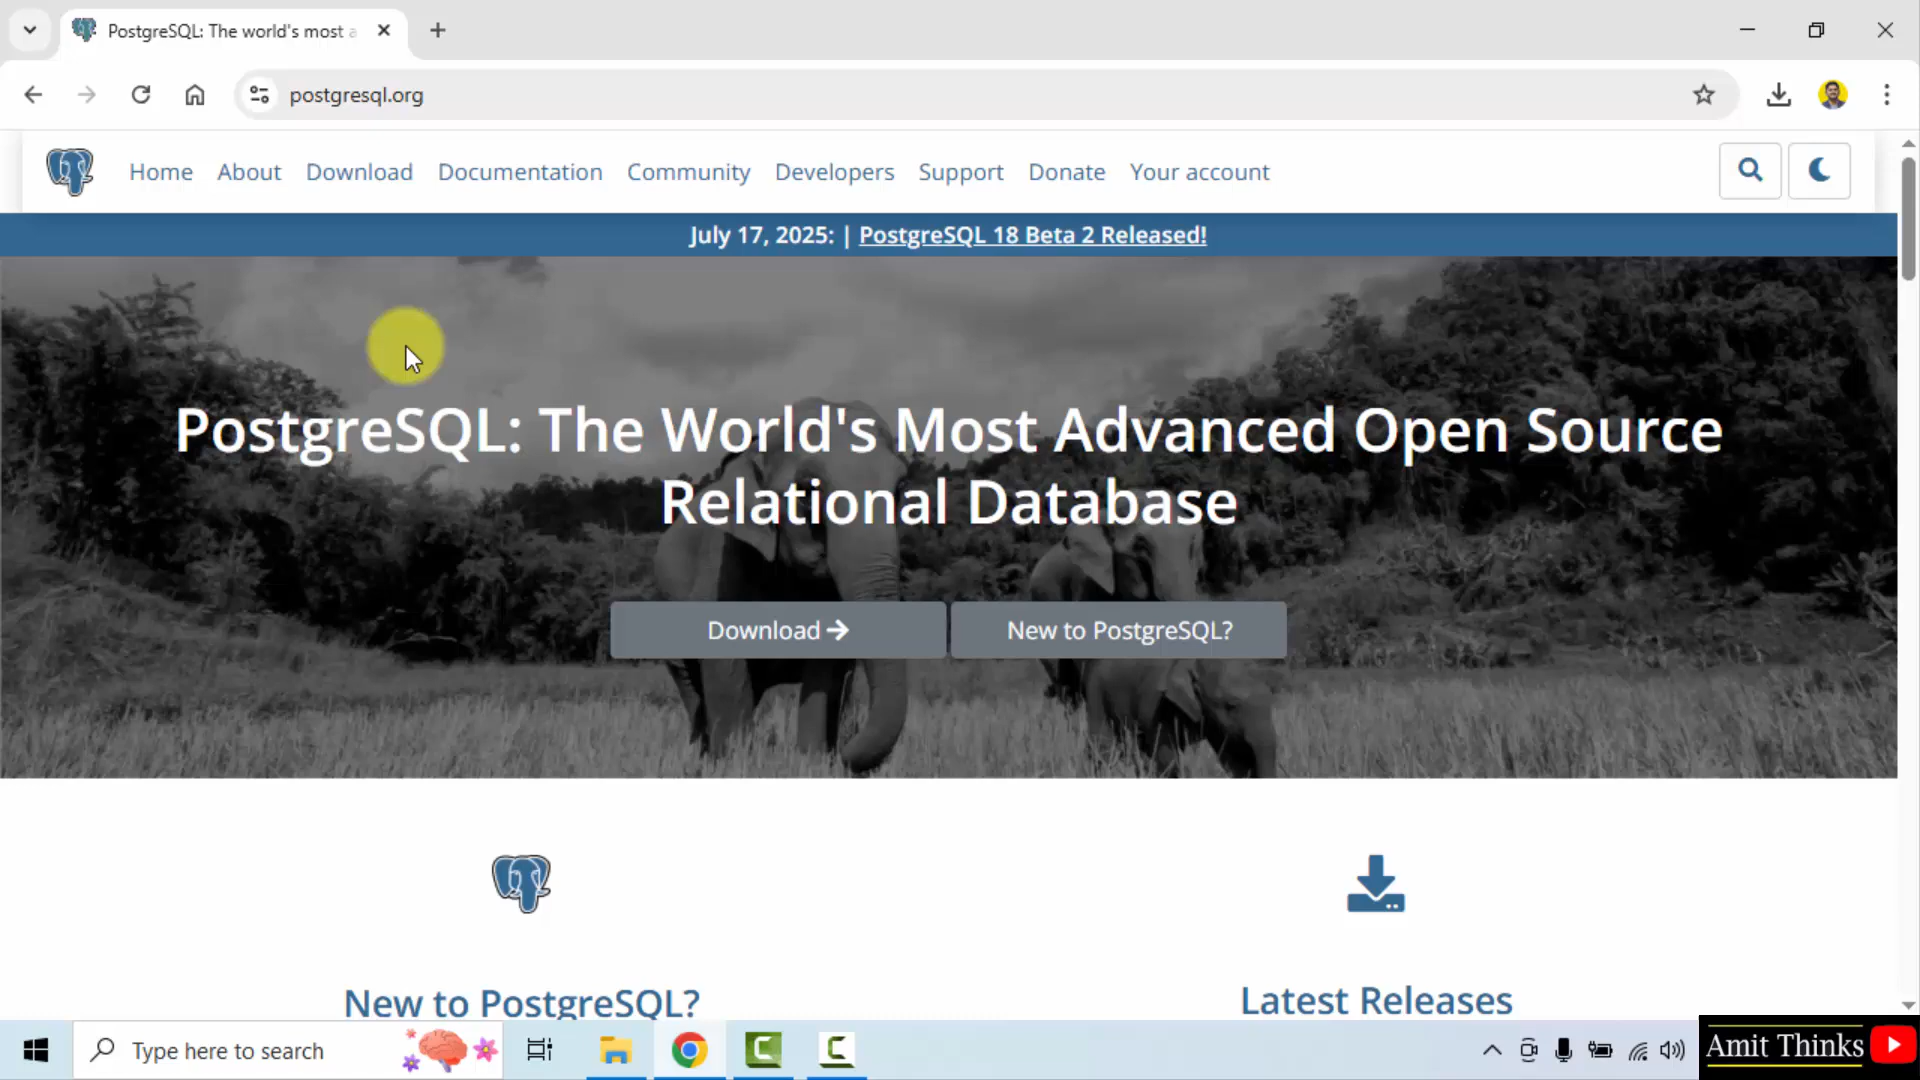 PostgreSQL: The world's most a
postgresql.org
Home About Download Documentation Community Developers Support Donate Your account
July 17, 2025: | PostgreSQL 18 Beta 2 Released!
PostgreSQL: The World's Most Advanced Open Source
Relational Database
Download
New to PostgreSQL?
New to PostgreSQL?
Latest Releases
Type here to search
Amit Thinks